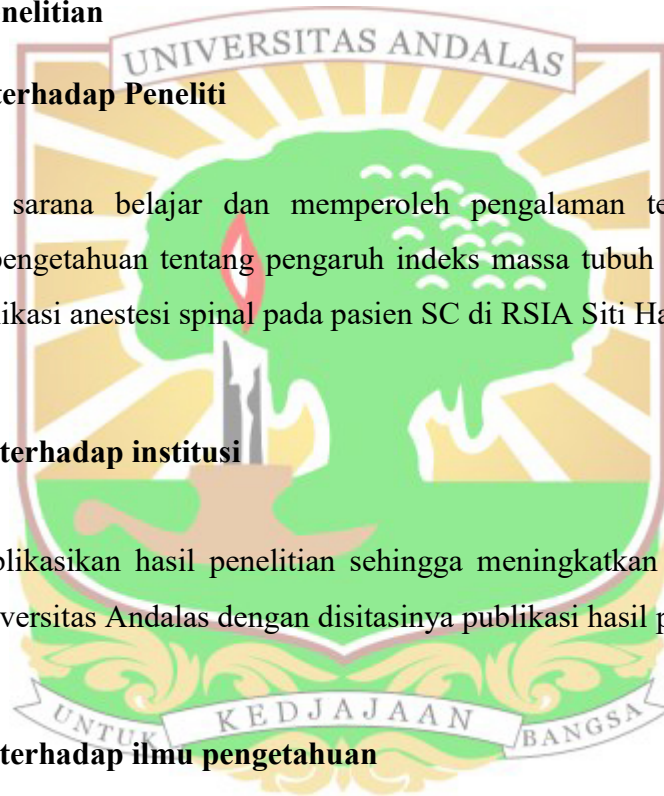 nelitian
UNIVERSITAS ANDALAS
terhadap Peneliti
sarana belajar dan memperoleh pengalaman te
pengetahuan tentang pengaruh indeks massa tubuh
likasi anestesi spinal pada pasien SC di RSIA Siti Ha
terhadap institusi
blikasikan hasil penelitian sehingga meningkatkan
versitas Andalas dengan disitasinya publikasi hasil p
UNTUK KEDJAJAAN BANGSA
terhadap ilmu pengetahuan